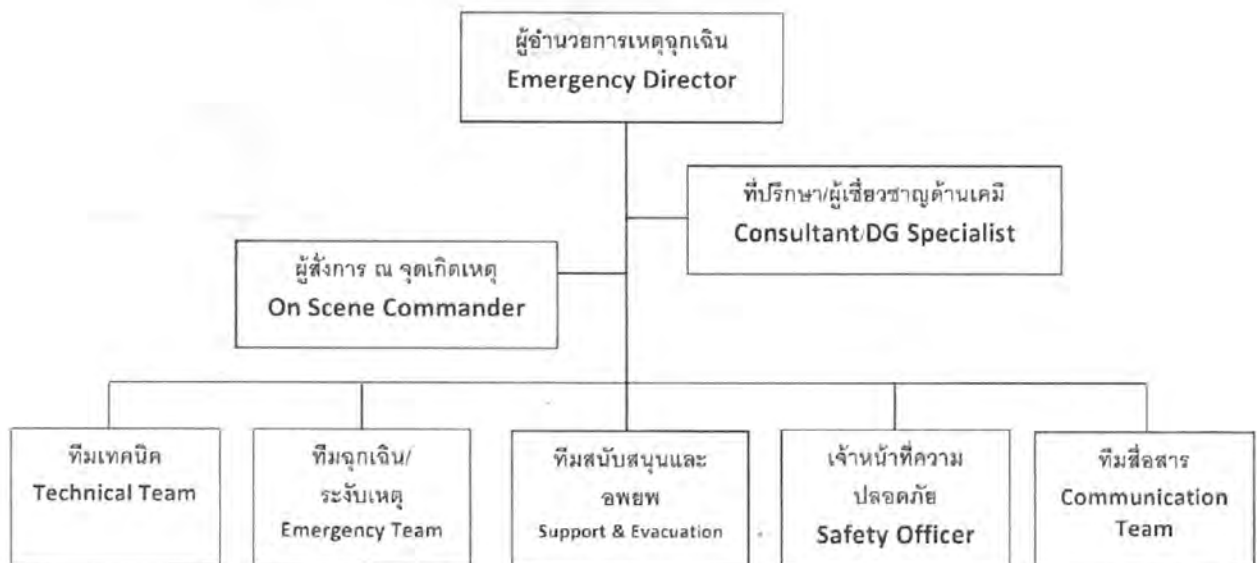 ผู้อำนวยการเหตุฉุกเฉิน
Emergency Director
ที่ปรึกษา/ผู้เชี่ยวชาญด้านเคมี
Consultant/DG Specialist
ผู้สั่งการ ณ จุดเกิดเหตุ
On Scene Commander
ทีมเทคนิค
Technical Team
ทีมฉุกเฉิน/
ระงับเหตุ
Emergency Team
ทีมสนับสนุนและ
อพยพ
Support & Evacuation
เจ้าหน้าที่ความ
ปลอดภัย
Safety Officer
ทีมสื่อสาร
Communication
Team